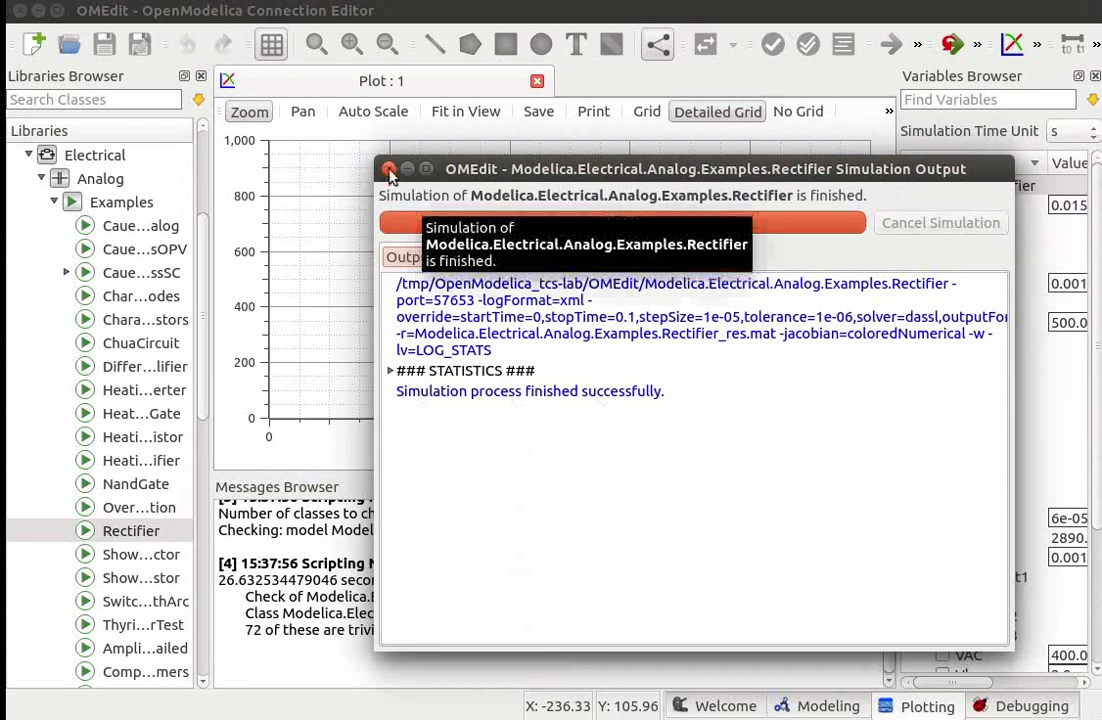 OMEdit - OpenModelica Connection Editor
T
»
»
»
to t1
Libraries Browser
Plot : 1
Variables Browser
Search Classes
Zoom Pan Auto Scale Fit in View Save Print Grid Detailed Grid No Grid »
Find Variables
Libraries
Simulation Time Unit s
Electrical
Analog
Examples
Caue...alog
Cau...sOPV
Caue...ssSC
Char...odes
Chara...stors
ChuaCircuit
Differ...lifier
Heati...erter
Heat...Gate
Heati...istor
Heati...ifier
NandGate
Over...tion
Rectifier
Show...ctor
Show...stor
Switc...thArc
Thyri...rTest
Ampli...ailed
Comp...mers
1,000
800
600
400
200
0
0
OMEdit - Modelica.Electrical.Analog.Examples.Rectifier Simulation Output
Simulation of Modelica.Electrical.Analog.Examples.Rectifier is finished.
Cancel Simulation
Simulation of
Modelica.Electrical.Analog.Examples.Rectifier
is finished.
Outp
/tmp/OpenModelica_tcs-lab/OMEdit/Modelica.Electrical.Analog.Examples.Rectifier -
port=57653 -logFormat=xml -
override=startTime=0,stopTime=0.1,stepSize=1e-05,tolerance=1e-06,solver=dassl,outputFor
-r=Modelica.Electrical.Analog.Examples.Rectifier_res.mat -jacobian=coloredNumerical -w -
lv=LOG_STATS
### STATISTICS ###
Simulation process finished successfully.
Value
0.015
0.001
500.0
6e-05
2890.
0.001
t1
VAC 400.0
Messages Browser
Number of classes to ch
Checking: model Model
[4] 15:37:56 Scripting N
26.632534479046 secon
Check of Modelica.E
Class Modelica.Elec
72 of these are trivi
X: -236.33 Y: 105.96 Welcome Modeling Plotting Debugging